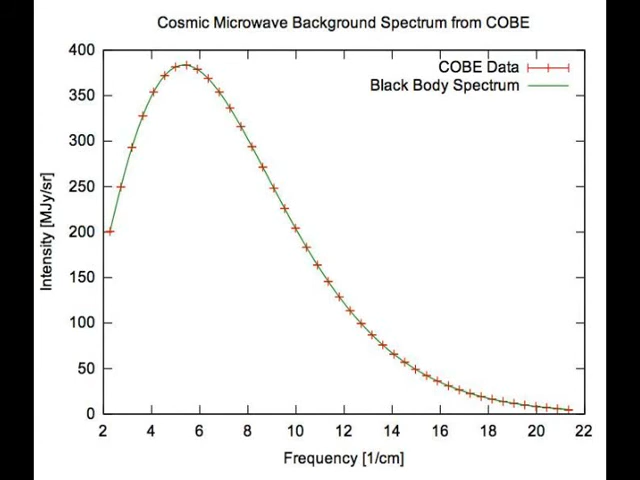 Cosmic Microwave Background Spectrum from COBE
400
350
300
250
200
150
100
50
0
Intensity [MJy/sr]
COBE Data
Black Body Spectrum
2 4 6 8 10 12 14 16 18 20 22
Frequency [1/cm]